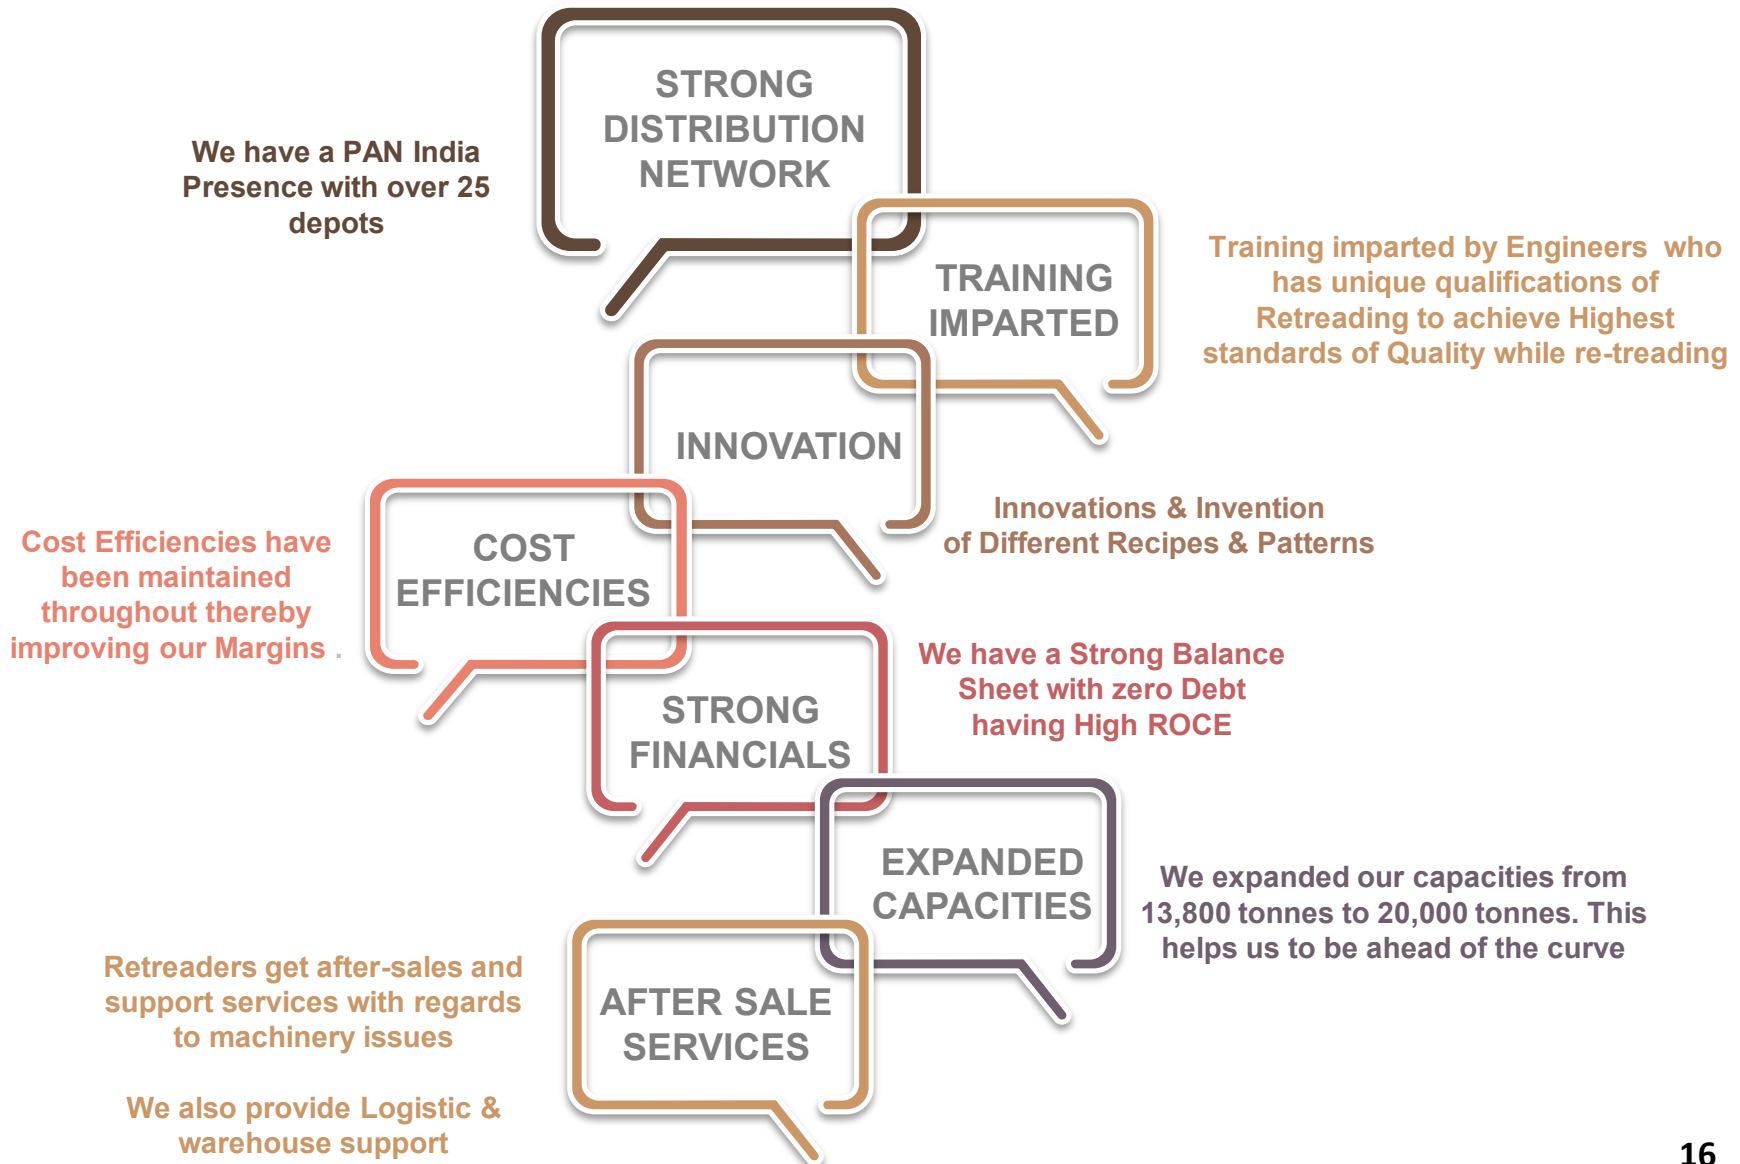 STRONG
DISTRIBUTION
NETWORK
We have a PAN India
Presence with over 25
depots
TRAINING
IMPARTED
Training imparted by Engineers  who
has unique qualifications of
Retreading to achieve Highest
standards of Quality while re-treading
INNOVATION
Innovations & Invention
of Different Recipes & Patterns
COST
EFFICIENCIES
Cost Efficiencies have
been maintained
throughout thereby
improving our Margins .
STRONG
FINANCIALS
We have a Strong Balance
Sheet with zero Debt
having High ROCE
EXPANDED
CAPACITIES
We expanded our capacities from
13,800 tonnes to 20,000 tonnes. This
helps us to be ahead of the curve
AFTER SALE
SERVICES
Retreaders get after-sales and
support services with regards
to machinery issues
We also provide Logistic &
warehouse support
16